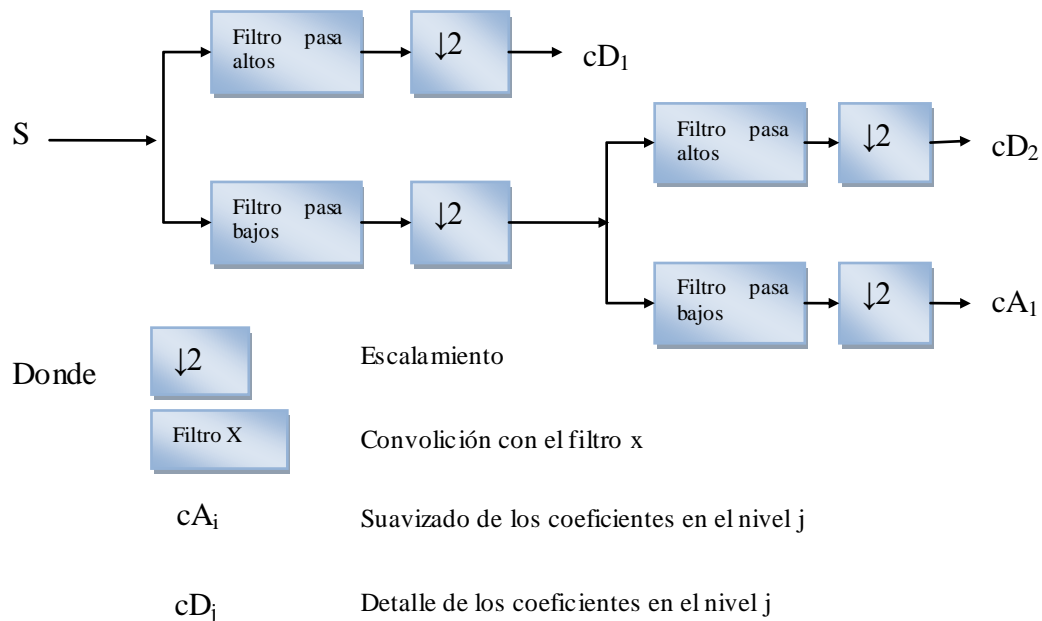 Filtro pasa
altos
↓2
cD₁
S
Filtro pasa
altos
↓2
cD₂
Filtro pasa
bajos
↓2
Filtro pasa
bajos
↓2
cA₁
Donde
↓2
Escalamiento
Filtro X
Convolición con el filtro x
cAᵢ
Suavizado de los coeficientes en el nivel j
cDⱼ
Detalle de los coeficientes en el nivel j